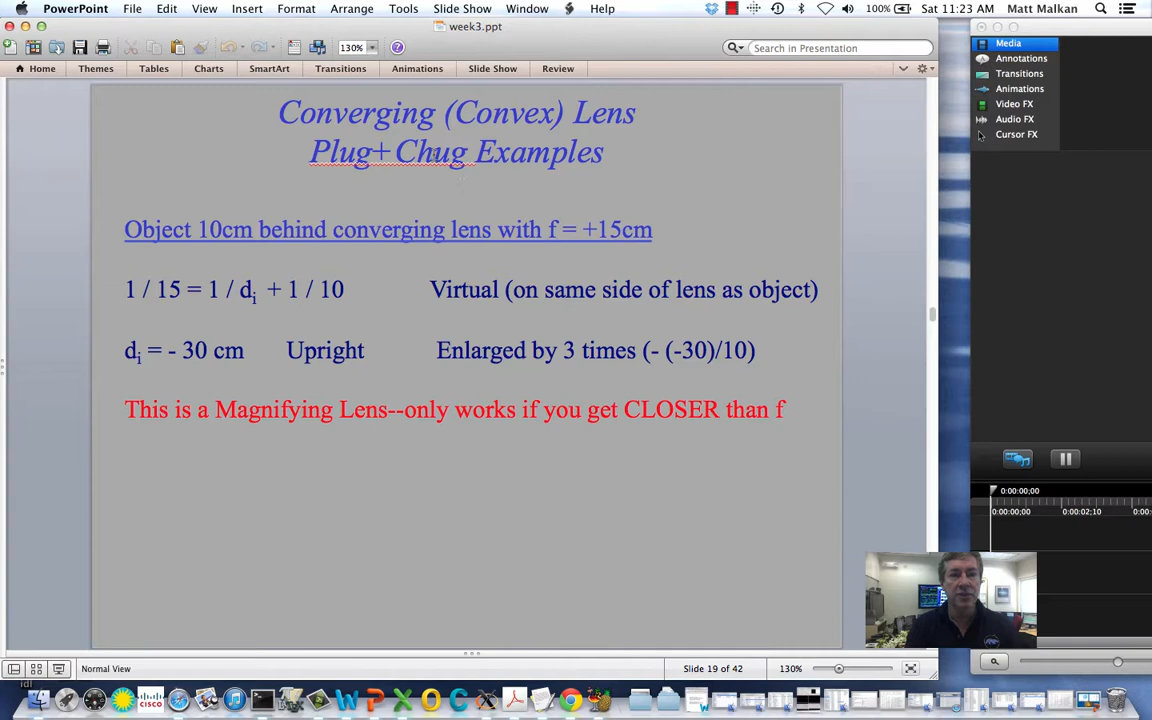 PowerPoint File Edit View Insert Format Arrange Tools Slide Show Window Help 100% Sat 11:23 AM Matt Malkan
week3.ppt
130% Search in Presentation
Home Themes Tables Charts SmartArt Transitions Animations Slide Show Review
Converging (Convex) Lens
Plug+Chug Examples
Object 10cm behind converging lens with f = +15cm
1 / 15 = 1 / di + 1 / 10 Virtual (on same side of lens as object)
di = - 30 cm Upright Enlarged by 3 times (- (-30)/10)
This is a Magnifying Lens--only works if you get CLOSER than f
Normal View Slide 19 of 42 130%
Media
Annotations
Transitions
Animations
Video FX
Audio FX
Cursor FX
0:00:00;00
0:00:00;00 0:00:02;10 0:00:
idl
CISCO